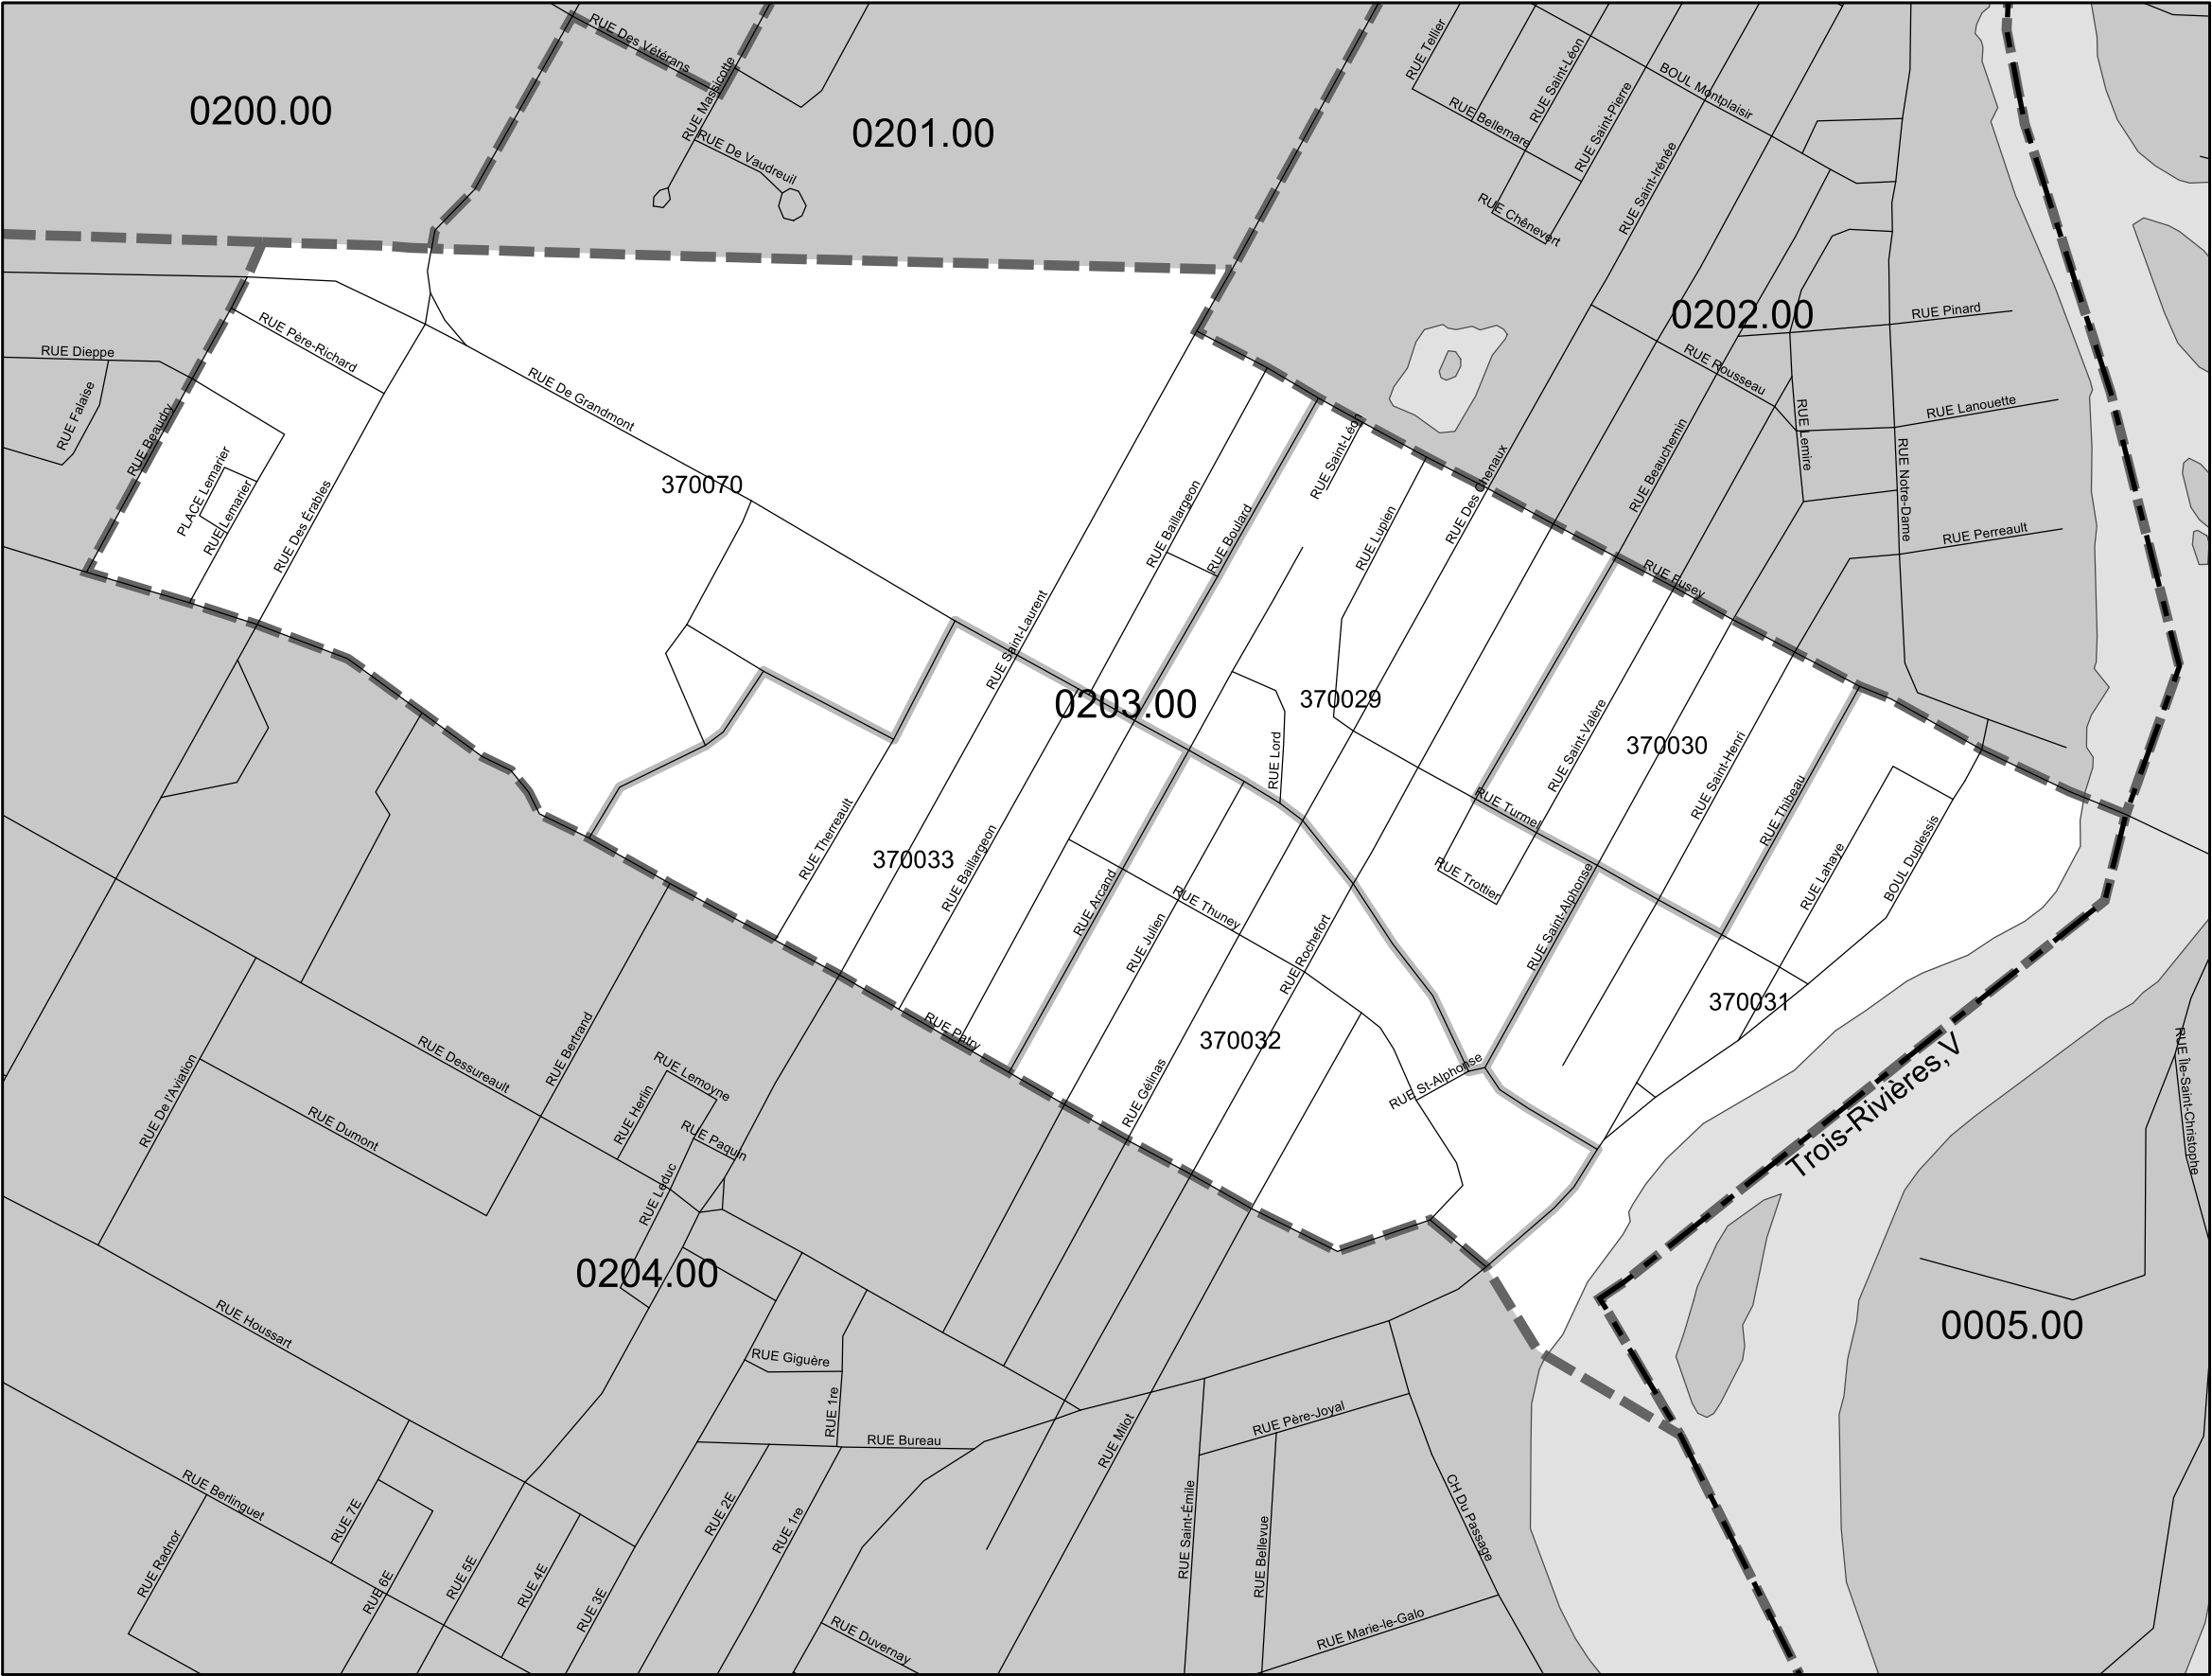 RUE Des Vétérans
RUE Massicotte
RUE De Vaudreuil
0200.00
0201.00
RUE Tellier
RUE Saint-Léon
BOUL Montplaisir
RUE Bellemare
RUE Saint-Pierre
RUE Chênevert
RUE Saint-Irénée
0202.00
RUE Pinard
RUE Rousseau
RUE Lanouette
RUE Lemire
RUE Notre-Dame
RUE Perreault
RUE Beauchemin
RUE Fusey
RUE Père-Richard
RUE Dieppe
RUE Falaise
RUE Beaudry
PLACE Lemarier
RUE Lemarier
RUE Des Érables
RUE De Grandmont
370070
RUE Baillargeon
RUE Boulard
RUE Saint-Léon
RUE Lupien
RUE Des Chenaux
RUE Saint-Laurent
0203.00
370029
RUE Lord
370030
RUE Saint-Valère
RUE Saint-Henri
RUE Thibeau
RUE Turmel
RUE Trottier
RUE Lahaye
BOUL Duplessis
RUE Therreault
370033
RUE Baillargeon
RUE Arcand
RUE Thuney
RUE Julien
RUE Rochefort
RUE Saint-Alphonse
370031
370032
RUE Patry
RUE Gélinas
RUE St-Alphonse
Trois-Rivières,V
RUE Île-Saint-Christophe
RUE Dessureault
RUE Bertrand
RUE De l'Aviation
RUE Dumont
RUE Lemoyne
RUE Herlin
RUE Paquin
RUE Leduc
0204.00
0005.00
RUE Houssart
RUE Giguère
RUE 1re
RUE Bureau
RUE Père-Joyal
RUE Milot
RUE Berlinguet
RUE 7E
RUE Radnor
RUE 6E
RUE 5E
RUE 4E
RUE 3E
RUE 2E
RUE 1re
RUE Saint-Émile
RUE Bellevue
CH Du Passage
RUE Duvernay
RUE Marie-le-Galo